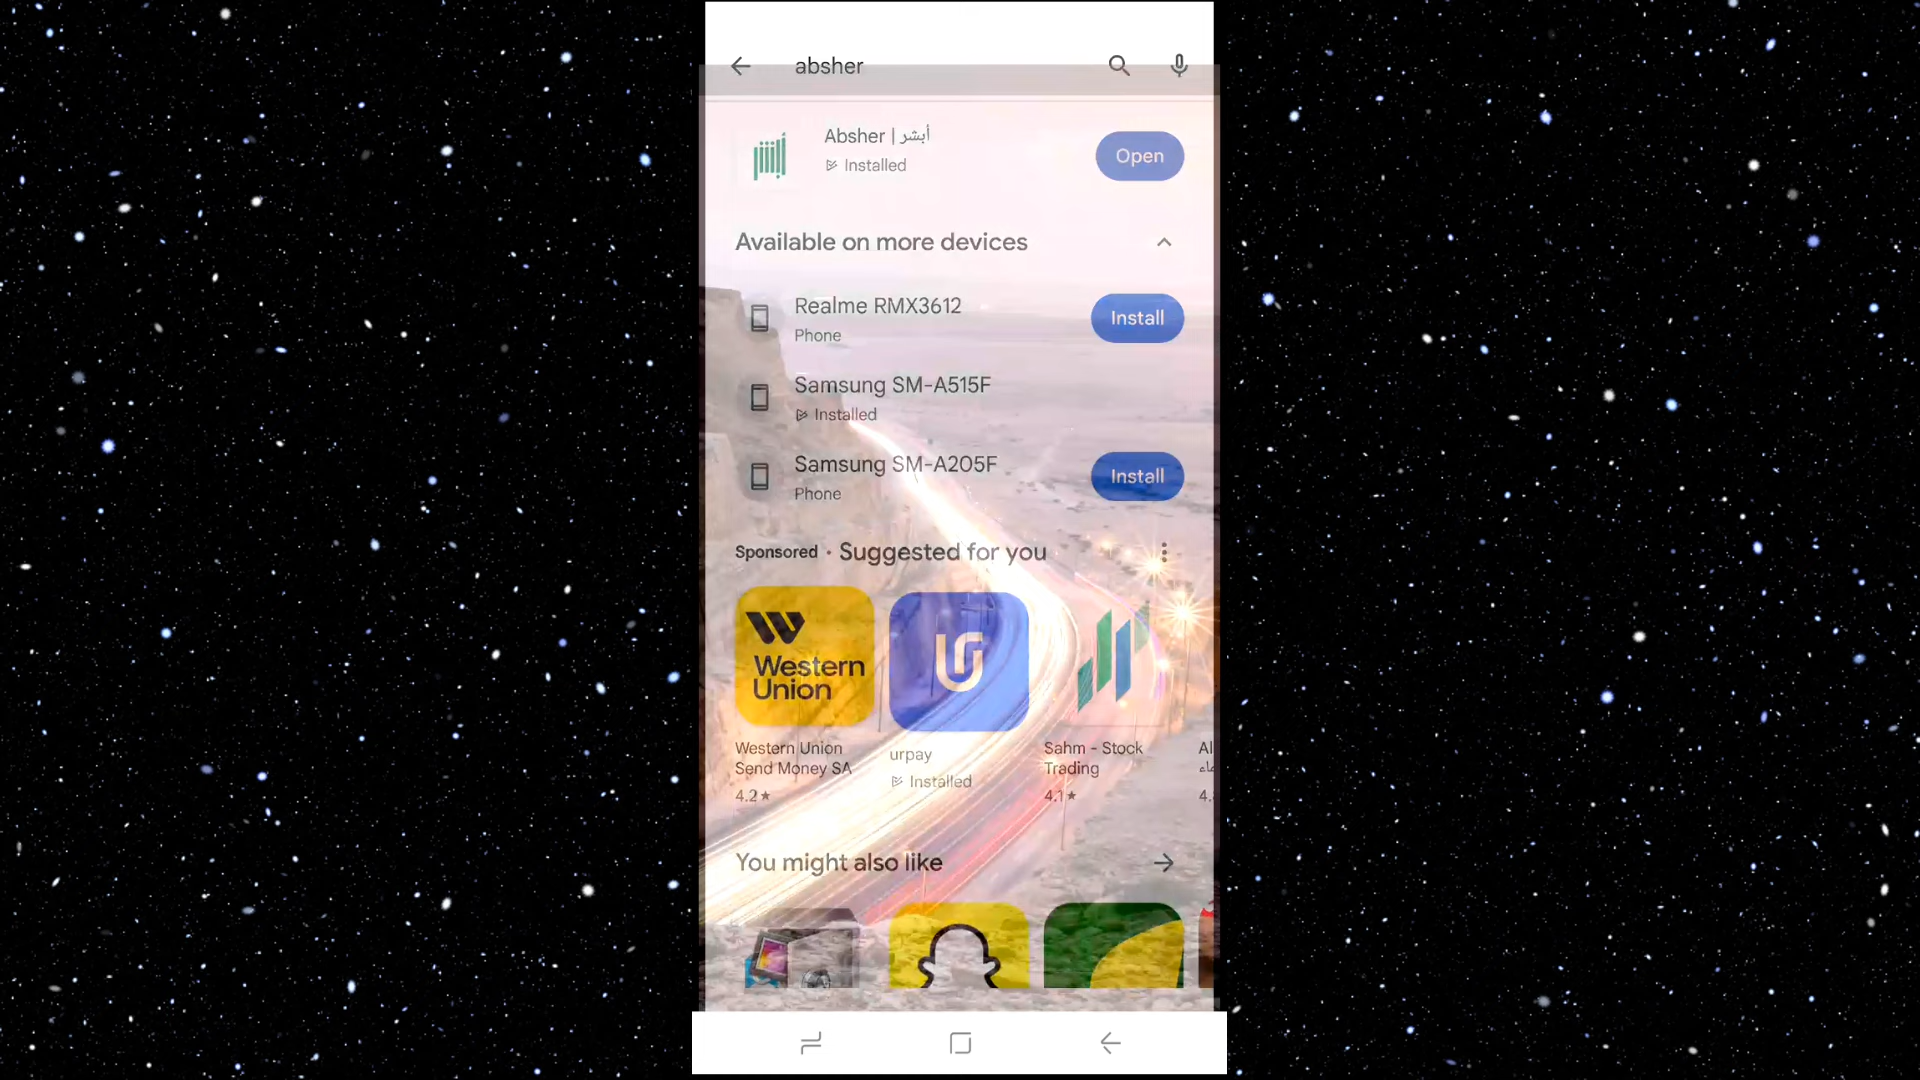 absher
Absher | أبشر
Installed
Open
Available on more devices
Realme RMX3612
Phone
Install
Samsung SM-A515F
Installed
Samsung SM-A205F
Phone
Install
Sponsored • Suggested for you
Western
Union
Western Union
Send Money SA
4.2★
urpay
Installed
Sahm - Stock
Trading
4.1★
Al
4.
You might also like